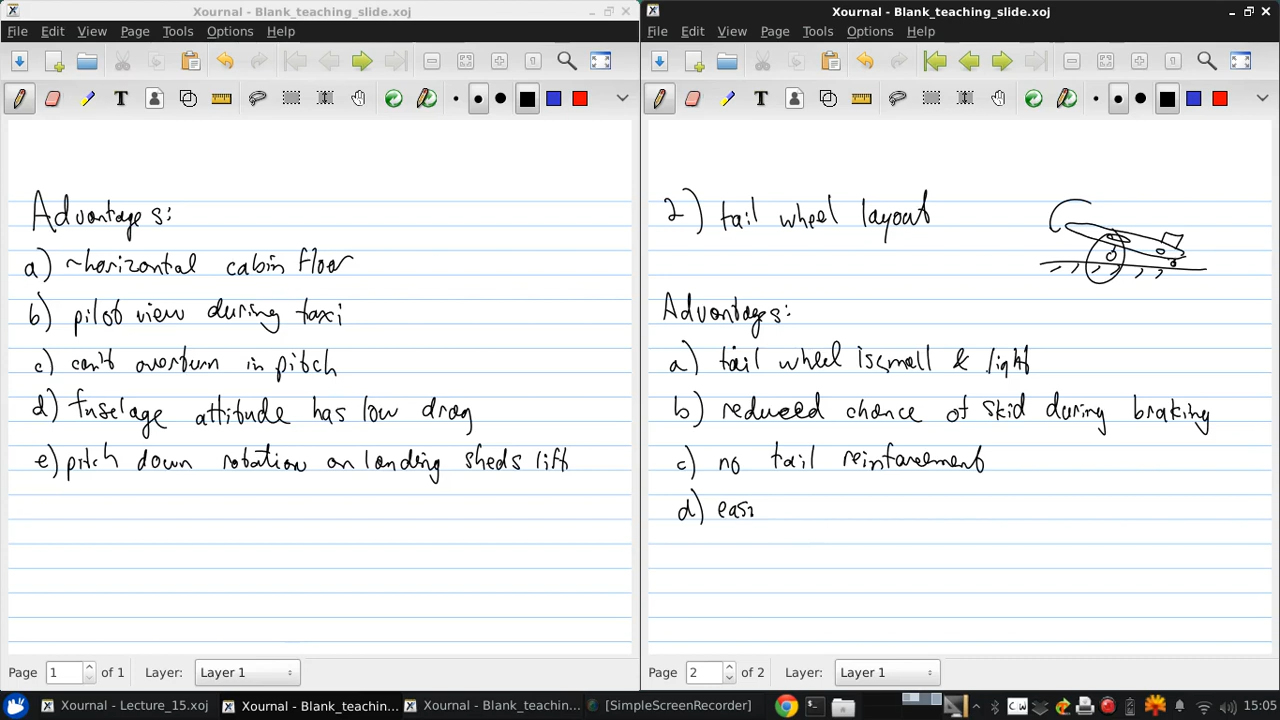 Xournal - Blank_teaching_slide.xoj
File Edit View Page Tools Options Help
Advantages:
a) ~horizontal cabin floor
b) pilot view during taxi
c) can't overturn in pitch
d) fuselage attitude has low drag
e) pitch down rotation on landing sheds lift
Page 1 of 1 Layer: Layer 1
Xournal - Blank_teaching_slide.xoj
File Edit View Page Tools Options Help
2) tail wheel layout
Advantages:
a) tail wheel is small & light
b) reduced chance of skid during braking
c) no tail reinforcement
d) easi
Page 2 of 2 Layer: Layer 1
Xournal - Lecture_15.xoj Xournal - Blank_teachin... Xournal - Blank_teachin... [SimpleScreenRecorder] 15:05